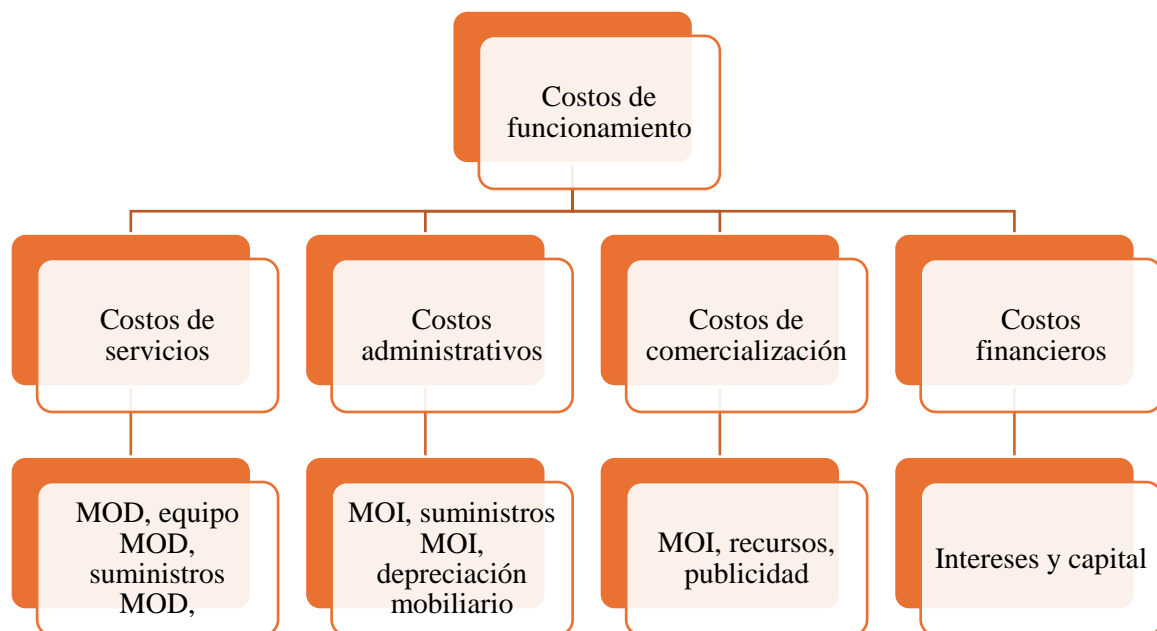 Costos de
funcionamiento
Costos de
servicios
Costos
administrativos
Costos de
comercialización
Costos
financieros
MOD, equipo
MOD,
suministros
MOD,
MOI, suministros
MOI,
depreciación
mobiliario
MOI, recursos,
publicidad
Intereses y capital